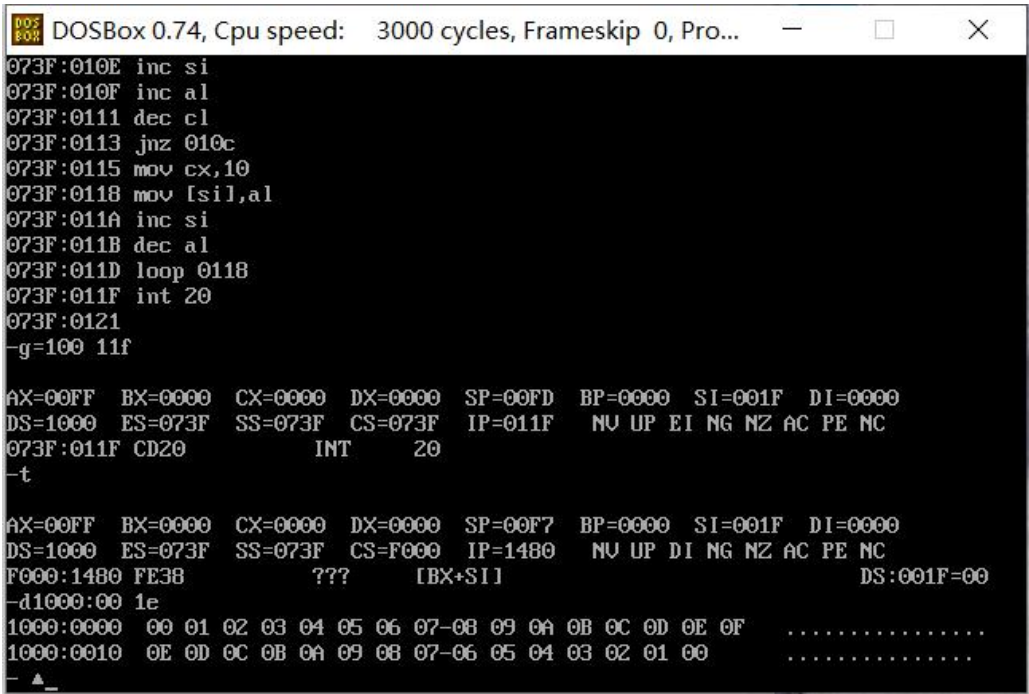 DOS BOX DOSBox 0.74, Cpu speed: 3000 cycles, Frameskip 0, Pro...
073F:010E inc si
073F:010F inc al
073F:0111 dec cl
073F:0113 jnz 010c
073F:0115 mov cx,10
073F:0118 mov [si],al
073F:011A inc si
073F:011B dec al
073F:011D loop 0118
073F:011F int 20
073F:0121
-g=100 11f
AX=00FF BX=0000 CX=0000 DX=0000 SP=00FD BP=0000 SI=001F DI=0000
DS=1000 ES=073F SS=073F CS=073F IP=011F NV UP EI NG NZ AC PE NC
073F:011F CD20 INT 20
-t
AX=00FF BX=0000 CX=0000 DX=0000 SP=00F7 BP=0000 SI=001F DI=0000
DS=1000 ES=073F SS=073F CS=F000 IP=1480 NV UP DI NG NZ AC PE NC
F000:1480 FE38 ??? [BX+SI] DS:001F=00
-d1000:00 1e
1000:0000 00 01 02 03 04 05 06 07-08 09 0A 0B 0C 0D 0E 0F ................
1000:0010 0E 0D 0C 0B 0A 09 08 07-06 05 04 03 02 01 00 ...............
- ▲_